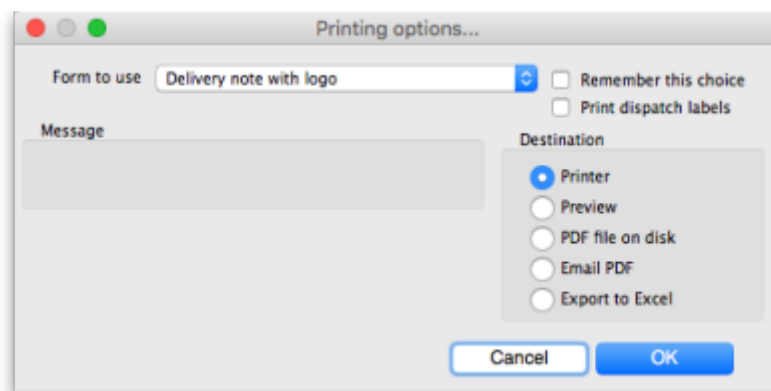 Printing options...
Form to use Delivery note with logo Remember this choice
Print dispatch labels
Message
Destination
Printer
Preview
PDF file on disk
Email PDF
Export to Excel
Cancel OK